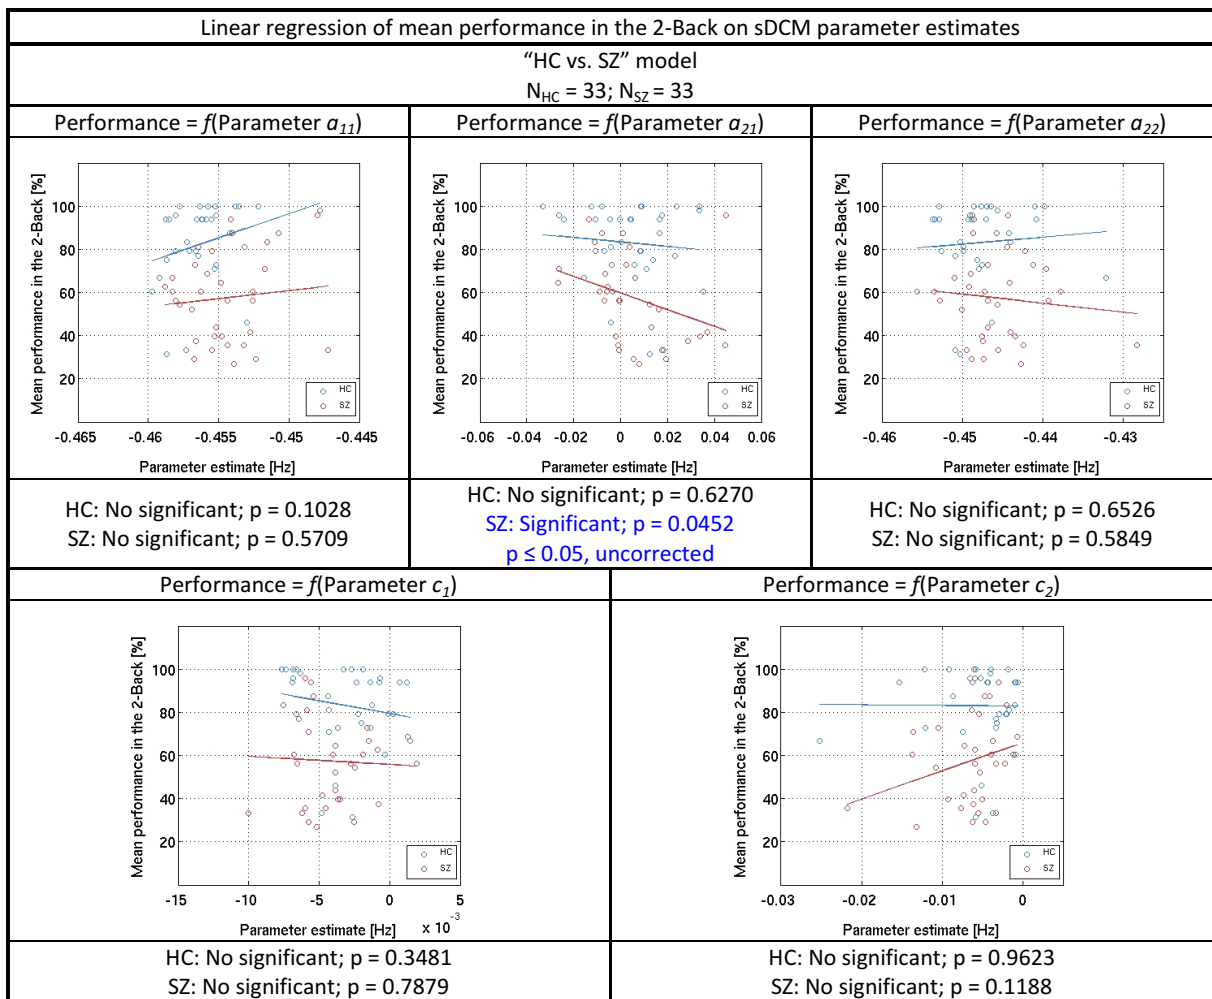 Linear regression of mean performance in the 2-Back on sDCM parameter estimates
“HC vs. SZ” model
N_HC = 33; N_SZ = 33
Performance = f(Parameter a_11)
Performance = f(Parameter a_21)
Performance = f(Parameter a_22)
Mean performance in the 2-Back [%]
100
80
60
40
20
HC
SZ
-0.465
-0.46
-0.455
-0.45
-0.445
Parameter estimate [Hz]
Mean performance in the 2-Back [%]
100
80
60
40
20
HC
SZ
-0.06
-0.04
-0.02
0
0.02
0.04
0.06
Parameter estimate [Hz]
Mean performance in the 2-Back [%]
100
80
60
40
20
HC
SZ
-0.46
-0.45
-0.44
-0.43
Parameter estimate [Hz]
HC: No significant; p = 0.1028
SZ: No significant; p = 0.5709
HC: No significant; p = 0.6270
SZ: Significant; p = 0.0452
p ≤ 0.05, uncorrected
HC: No significant; p = 0.6526
SZ: No significant; p = 0.5849
Performance = f(Parameter c_1)
Performance = f(Parameter c_2)
Mean performance in the 2-Back [%]
100
80
60
40
20
HC
SZ
-15
-10
-5
0
5
Parameter estimate [Hz]
x 10^-3
Mean performance in the 2-Back [%]
100
80
60
40
20
HC
SZ
-0.03
-0.02
-0.01
0
Parameter estimate [Hz]
HC: No significant; p = 0.3481
SZ: No significant; p = 0.7879
HC: No significant; p = 0.9623
SZ: No significant; p = 0.1188